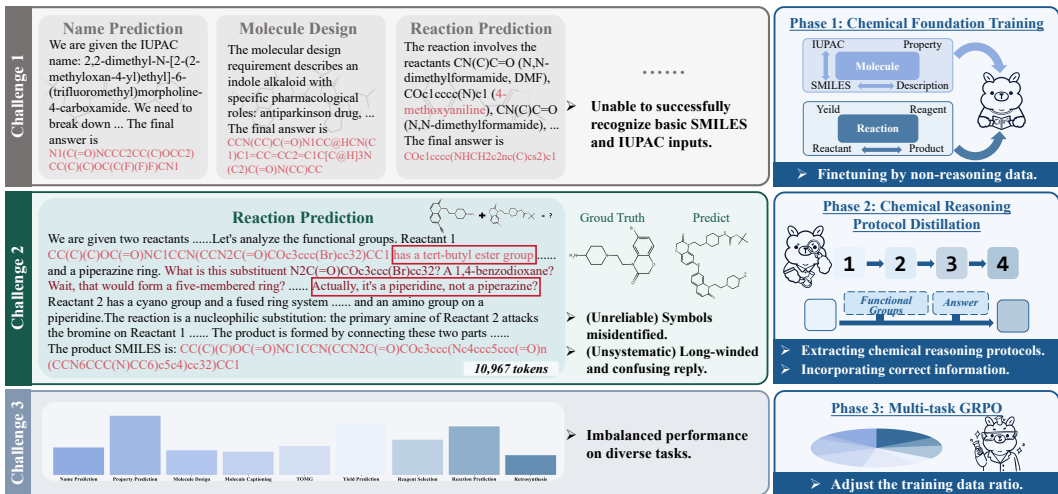 Challenge 1
Name Prediction
We are given the IUPAC
name: 2,2-dimethyl-N-[2-(2-
methyloxan-4-yl)ethyl]-6-
(trifluoromethyl)morpholine-
4-carboxamide. We need to
break down ... The final
answer is
N1(C(=O)NCCC2CC(C)OCC2)
CC(C)(C)OC(C(F)(F)F)CN1
Molecule Design
The molecular design
requirement describes an
indole alkaloid with
specific pharmacological
roles: antiparkinson drug, ...
The final answer is
CCN(CC)C(=O)N1CC@HCN(C
1)C1=CC=CC2=C1C[C@H]3N
(C2)C(=O)N(CC)CC
Reaction Prediction
The reaction involves the
reactants CN(C)C=O (N,N-
dimethylformamide, DMF),
COc1cccc(N)c1 (4-
methoxyaniline), CN(C)C=O
(N,N-dimethylformamide), ...
The final answer is
COc1cccc(NHCH2c2nc(C)cs2)c1
......
➢ Unable to successfully
recognize basic SMILES
and IUPAC inputs.
Phase 1: Chemical Foundation Training
IUPAC
Property
Molecule
SMILES
Description
Yeild
Reagent
Reaction
Reactant
Product
➢ Finetuning by non-reasoning data.
Challenge 2
Reaction Prediction
+
- ?
We are given two reactants ......Let's analyze the functional groups. Reactant 1
CC(C)(C)OC(=O)NC1CCN(CCN2C(=O)COc3ccc(Br)cc32)CC1 has a tert-butyl ester group ......
and a piperazine ring. What is this substituent N2C(=O)COc3ccc(Br)cc32? A 1,4-benzodioxane?
Wait, that would form a five-membered ring? ...... Actually, it's a piperidine, not a piperazine?
Reactant 2 has a cyano group and a fused ring system ...... and an amino group on a
piperidine.The reaction is a nucleophilic substitution: the primary amine of Reactant 2 attacks
the bromine on Reactant 1 ...... The product is formed by connecting these two parts ......
The product SMILES is: CC(C)(C)OC(=O)NC1CCN(CCN2C(=O)COc3ccc(Nc4ccc5ccc(=O)n
(CCN6CCC(N)CC6)c5c4)cc32)CC1
10,967 tokens
Groud Truth
Predict
➢ (Unreliable) Symbols
misidentified.
➢ (Unsystematic) Long-winded
and confusing reply.
Phase 2: Chemical Reasoning
Protocol Distillation
1 2 3 4
Functional
Groups
Answer
➢ Extracting chemical reasoning protocols.
➢ Incorporating correct information.
Challenge 3
Name Prediction
Property Prediction
Molecule Design
Molecule Captioning
TOMG
Yield Prediction
Reagent Selection
Reaction Prediction
Retrosynthesis
➢ Imbalanced performance
on diverse tasks.
Phase 3: Multi-task GRPO
➢ Adjust the training data ratio.